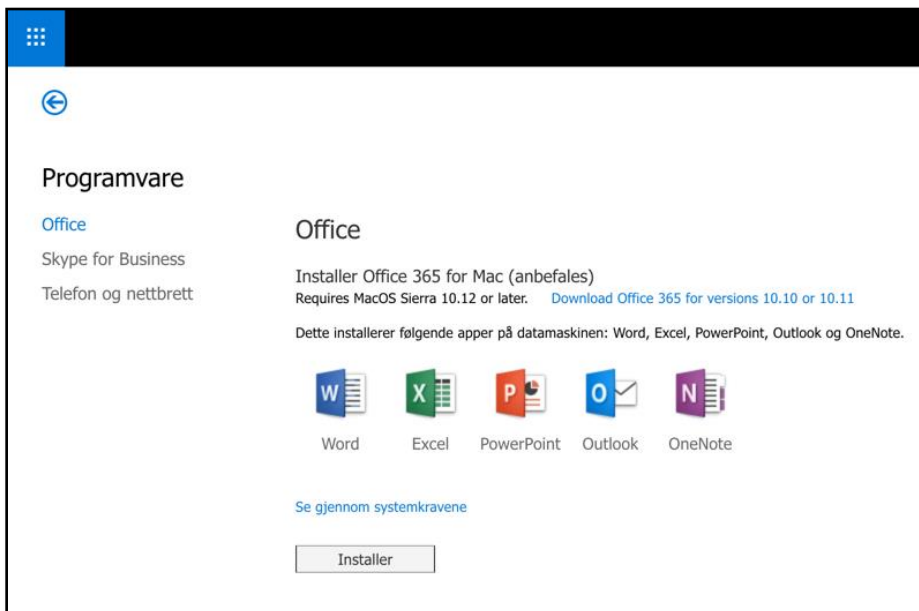 Programvare
Office
Skype for Business
Telefon og nettbrett
Office
Installer Office 365 for Mac (anbefales)
Requires MacOS Sierra 10.12 or later. Download Office 365 for versions 10.10 or 10.11
Dette installerer følgende apper på datamaskinen: Word, Excel, PowerPoint, Outlook og OneNote.
W X P O N
Word Excel PowerPoint Outlook OneNote
Se gjennom systemkravene
Installer